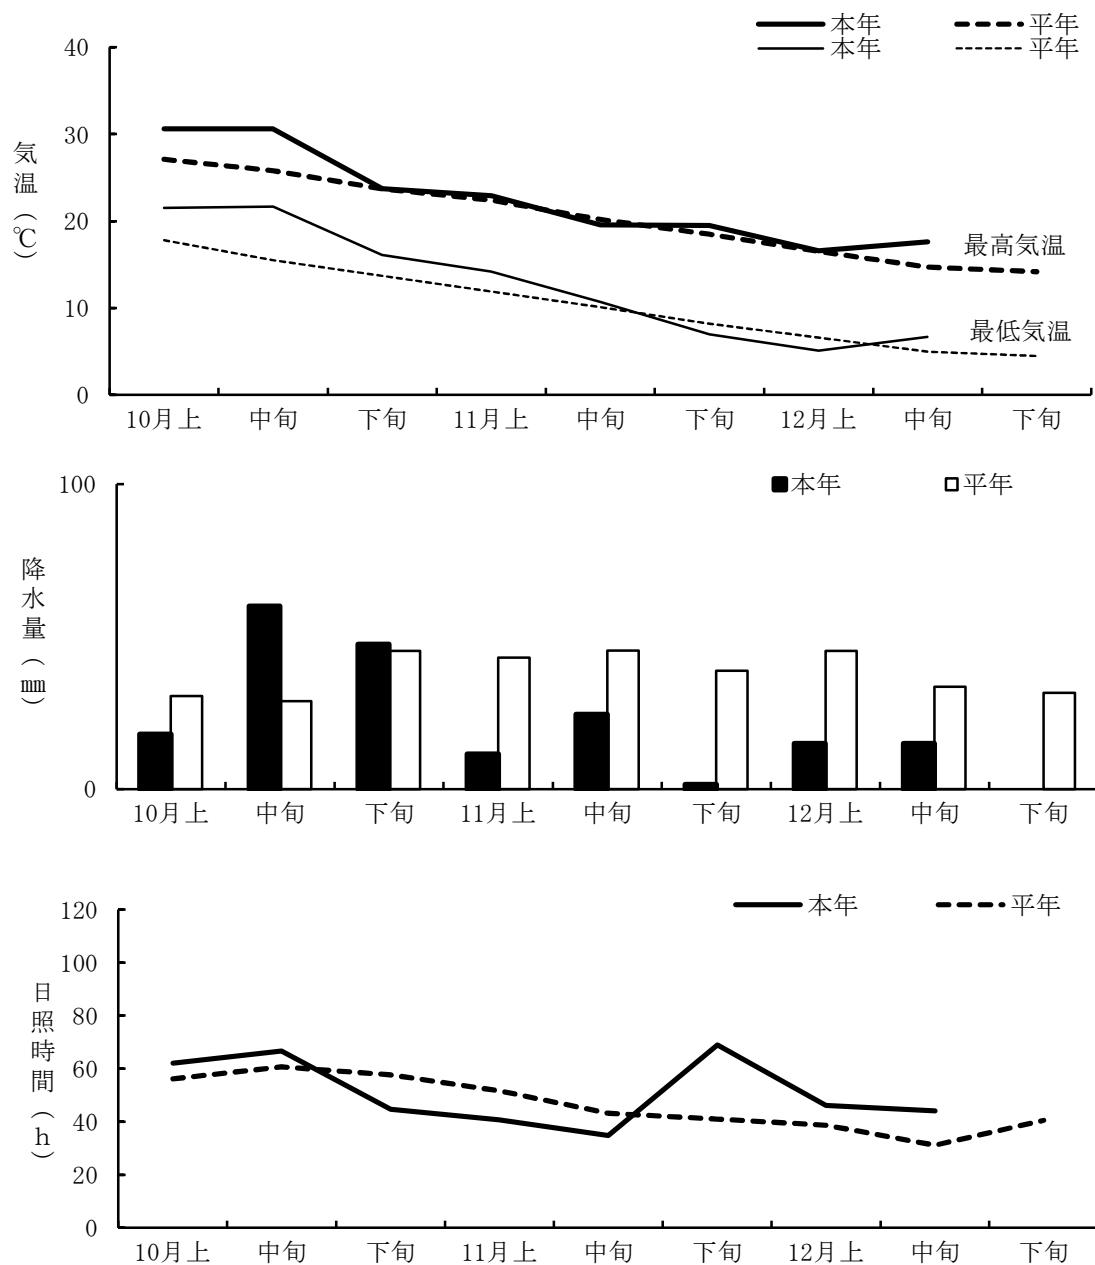 本年 平年
本年 平年
40
30
20
10
0
気温(℃)
最高気温
最低気温
10月上 中旬 下旬 11月上 中旬 下旬 12月上 中旬 下旬
本年 平年
100
0
降水量(㎜)
10月上 中旬 下旬 11月上 中旬 下旬 12月上 中旬 下旬
本年 平年
120
100
80
60
40
20
0
日照時間(h)
10月上 中旬 下旬 11月上 中旬 下旬 12月上 中旬 下旬